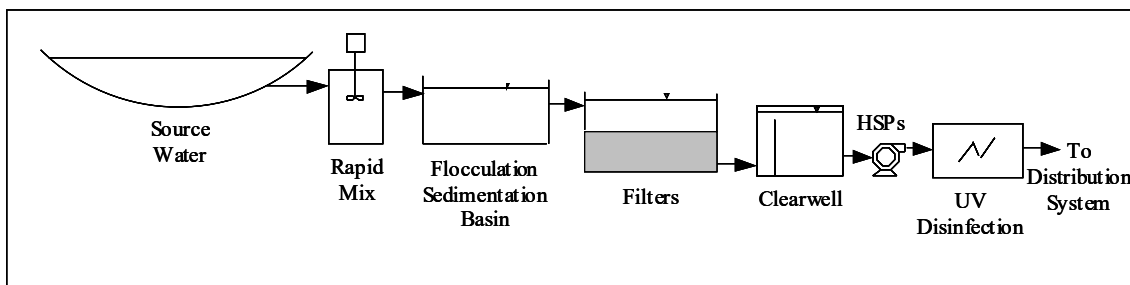 Source
Water
Rapid
Mix
Flocculation
Sedimentation
Basin
Filters
Clearwell
HSPs
UV
Disinfection
To
Distribution
System